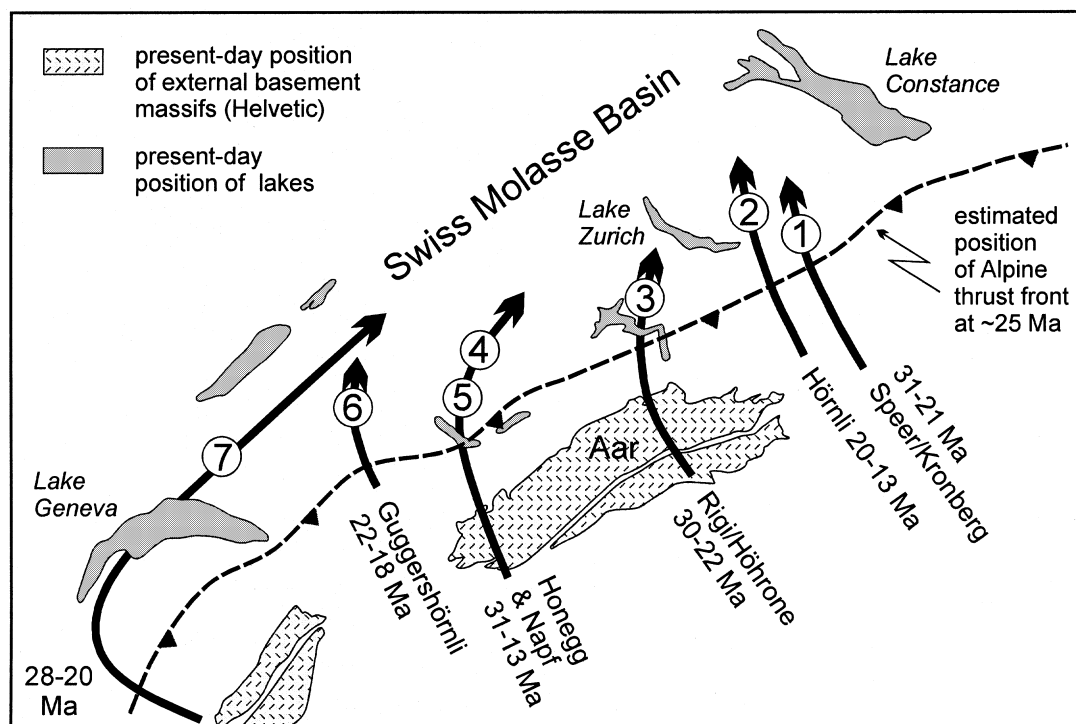 present-day position
of external basement
massifs (Helvetic)
present-day
position of lakes
Swiss Molasse Basin
Lake
Constance
Lake
Zurich
estimated
position
of Alpine
thrust front
at ~25 Ma
1
2
3
4
5
6
7
Lake
Geneva
Aar
31-21 Ma
Speer/Kronberg
Hörnli 20-13 Ma
Rigi/Höhrone
30-22 Ma
Honegg
& Napf
31-13 Ma
Guggershörnli
22-18 Ma
28-20
Ma